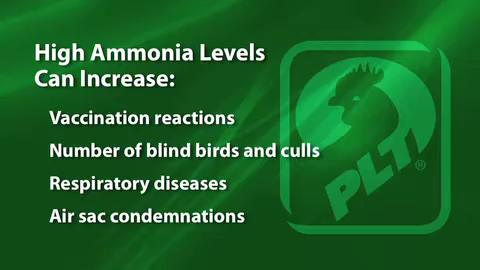 High Ammonia Levels
Can Increase:
Vaccination reactions
Number of blind birds and culls
Respiratory diseases
Air sac condemnations
PLT®